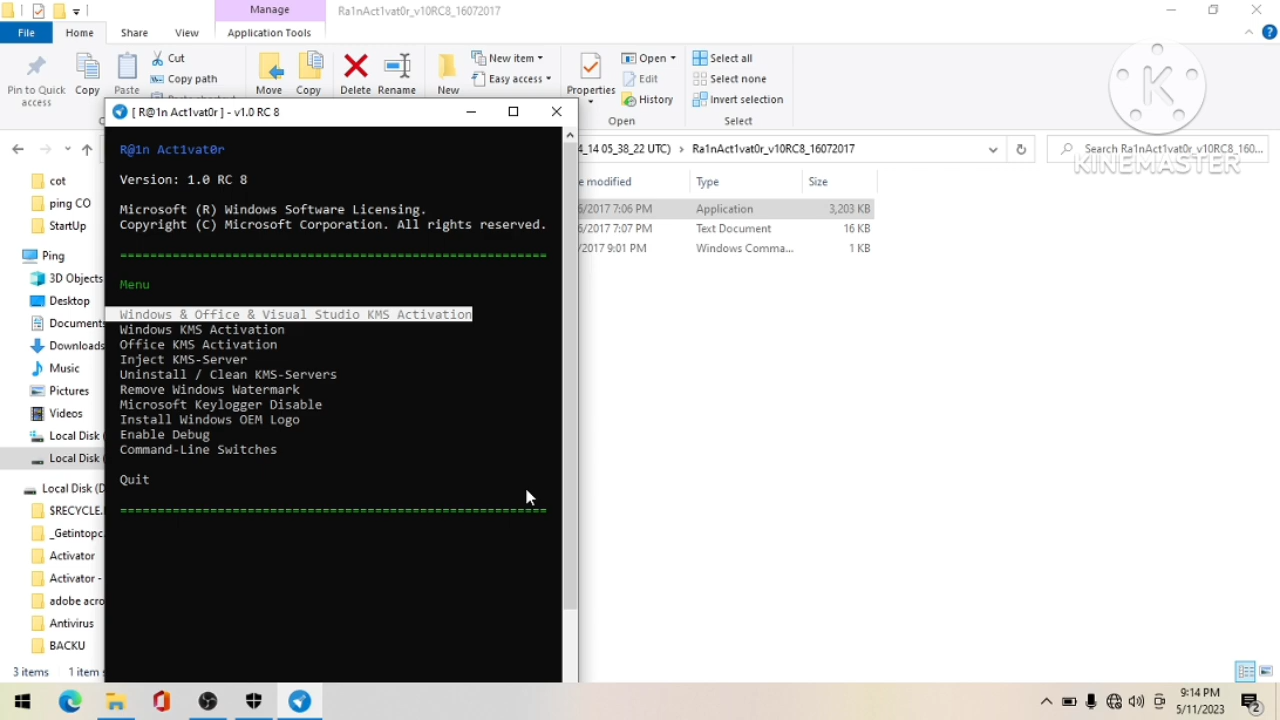 Manage
Ra1nAct1vat0r_v10RC8_16072017
File
Home
Share
View
Application Tools
Pin to Quick access
Copy
Paste
Cut
Copy path
Move
Copy
Delete
Rename
New
New item
Easy access
Properties
Open
Edit
History
Open
Select all
Select none
Invert selection
Select
[ R@1n Act1vat0r ] - v1.0 RC 8
4_14 05_38_22 UTC)
Ra1nAct1vat0r_v10RC8_16072017
Search Ra1nAct1vat0r_v10RC8_160...
KINEMASTER
Type
Size
6/2017 7:06 PM
Application
3,203 KB
6/2017 7:07 PM
Text Document
16 KB
/2017 9:01 PM
Windows Comma...
1 KB
cot
ping CO
StartUp
Ping
3D Objects
Desktop
Document
Downloads
Music
Pictures
Videos
Local Disk (
Local Disk
Local Disk (D
$RECYCLE.
_Getintopc.
Activator
Activator -
adobe acro
Antivirus
BACKU
3 items
1 item
R@1n Act1vat0r
Version: 1.0 RC 8
Microsoft (R) Windows Software Licensing.
Copyright (C) Microsoft Corporation. All rights reserved.
=========================================================
Menu
Windows & Office & Visual Studio KMS Activation
Windows KMS Activation
Office KMS Activation
Inject KMS-Server
Uninstall / Clean KMS-Servers
Remove Windows Watermark
Microsoft Keylogger Disable
Install Windows OEM Logo
Enable Debug
Command-Line Switches
Quit
=========================================================
9:14 PM
5/11/2023
2